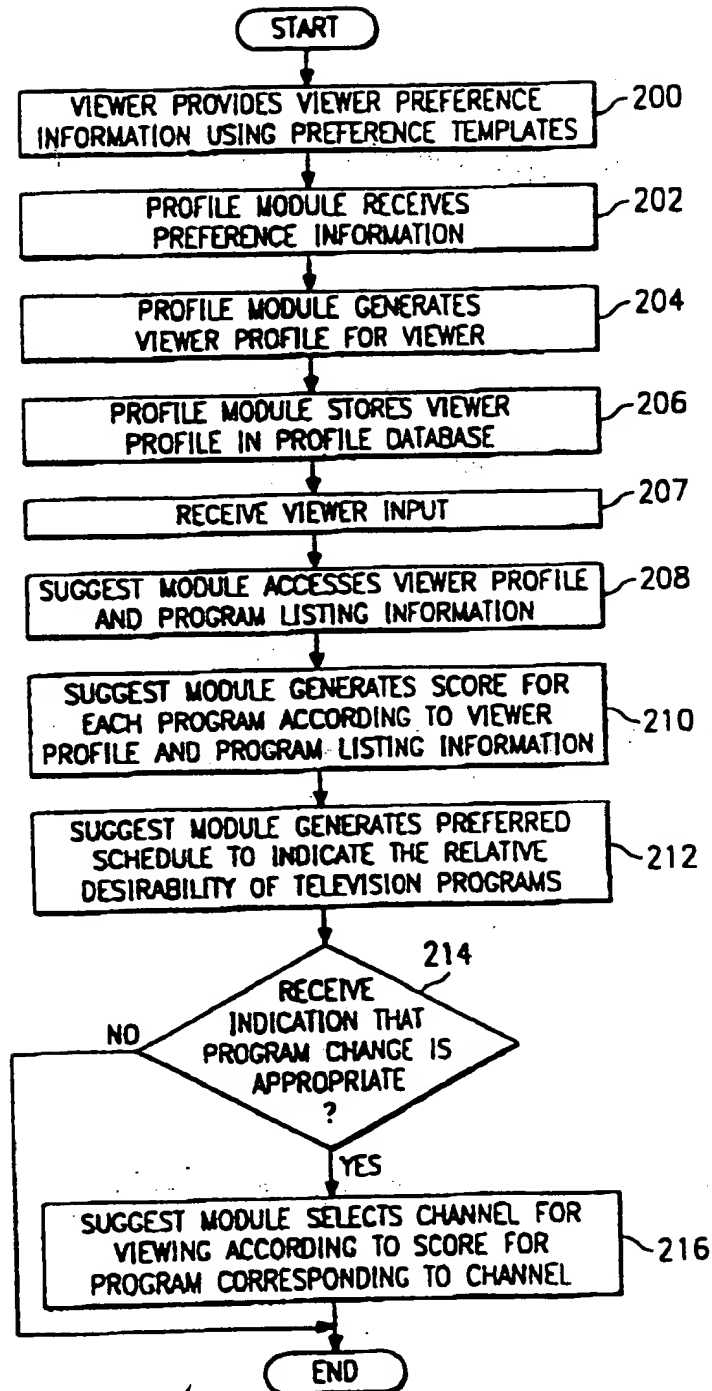 START
VIEWER PROVIDES VIEWER PREFERENCE
INFORMATION USING PREFERENCE TEMPLATES
200
PROFILE MODULE RECEIVES
PREFERENCE INFORMATION
202
PROFILE MODULE GENERATES
VIEWER PROFILE FOR VIEWER
204
PROFILE MODULE STORES VIEWER
PROFILE IN PROFILE DATABASE
206
RECEIVE VIEWER INPUT
207
SUGGEST MODULE ACCESSES VIEWER PROFILE
AND PROGRAM LISTING INFORMATION
208
SUGGEST MODULE GENERATES SCORE FOR
EACH PROGRAM ACCORDING TO VIEWER
PROFILE AND PROGRAM LISTING INFORMATION
210
SUGGEST MODULE GENERATES PREFERRED
SCHEDULE TO INDICATE THE RELATIVE
DESIRABILITY OF TELEVISION PROGRAMS
212
214
RECEIVE
INDICATION THAT
PROGRAM CHANGE IS
APPROPRIATE
?
NO
YES
SUGGEST MODULE SELECTS CHANNEL FOR
VIEWING ACCORDING TO SCORE FOR
PROGRAM CORRESPONDING TO CHANNEL
216
END